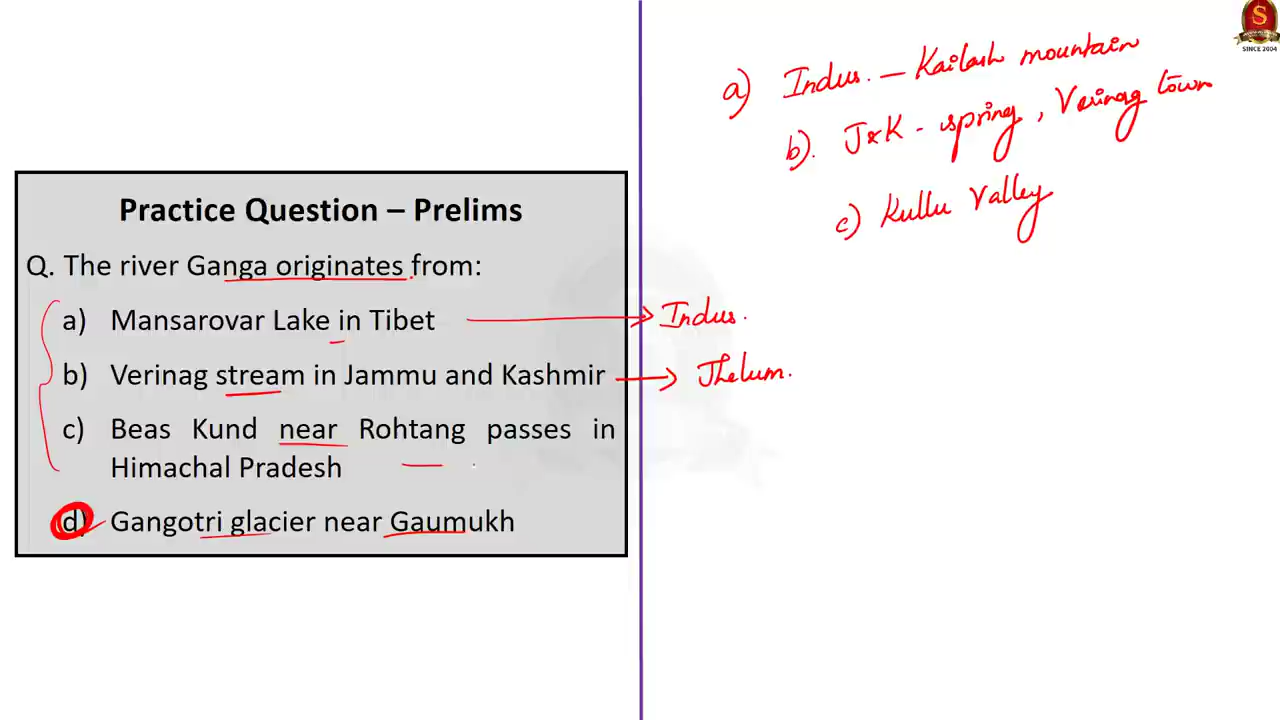 Practice Question – Prelims
Q. The river Ganga originates from:
a) Mansarovar Lake in Tibet
b) Verinag stream in Jammu and Kashmir
c) Beas Kund near Rohtang passes in
Himachal Pradesh
d) Gangotri glacier near Gaumukh
a) Indus. – Kailash mountain
b). J&K - spring, Verinag town
c) Kullu Valley
Indus.
Jhelum.
S
SINCE 2004